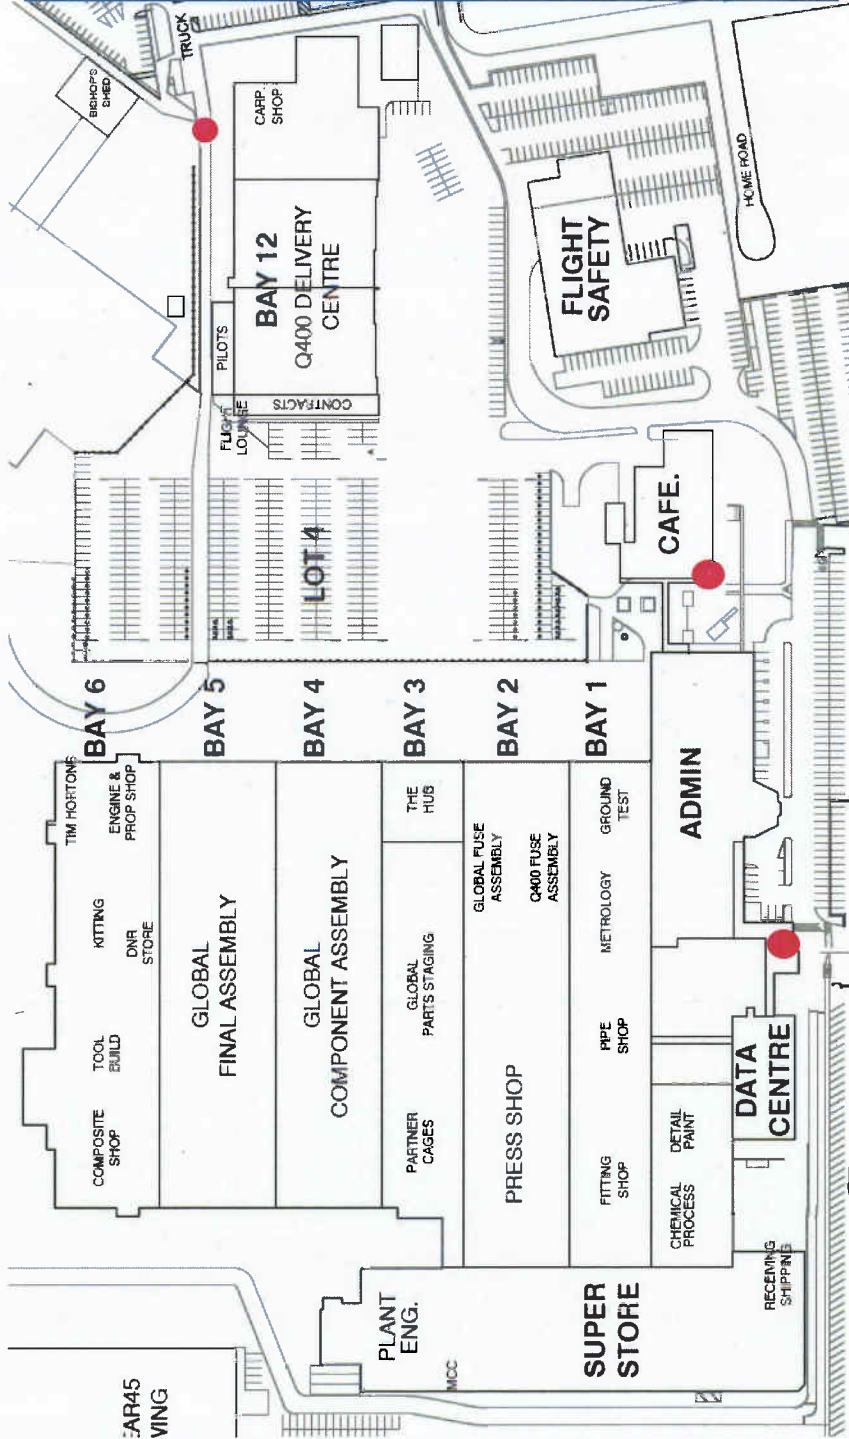 AR45
VING
COMPOSITE
SHOP
TOOL
BUILD
KITTING
DNR
STORE
TIM HORTONS
ENGINE &
PROP SHOP
BAY 6
BISHOP'S
SHED
TRUCK
GLOBAL
FINAL ASSEMBLY
BAY 5
FLIGHT
LOUNGE
PILOTS
BAY 12
Q400 DELIVERY
CENTRE
CONTRACTS
CARP.
SHOP
GLOBAL
COMPONENT ASSEMBLY
BAY 4
LOT 4
PLANT
ENG.
MCC
PARTNER
CAGES
GLOBAL
PARTS STAGING
THE
HUB
BAY 3
PRESS SHOP
GLOBAL FUSE
ASSEMBLY
Q400 FUSE
ASSEMBLY
BAY 2
FLIGHT
SAFETY
SUPER
STORE
FITTING
SHOP
PIPE
SHOP
METROLOGY
GROUND
TEST
BAY 1
CHEMICAL
PROCESS
DETAIL
PAINT
ADMIN
CAFE.
HOME ROAD
RECEIVING
SHIPPING
DATA
CENTRE